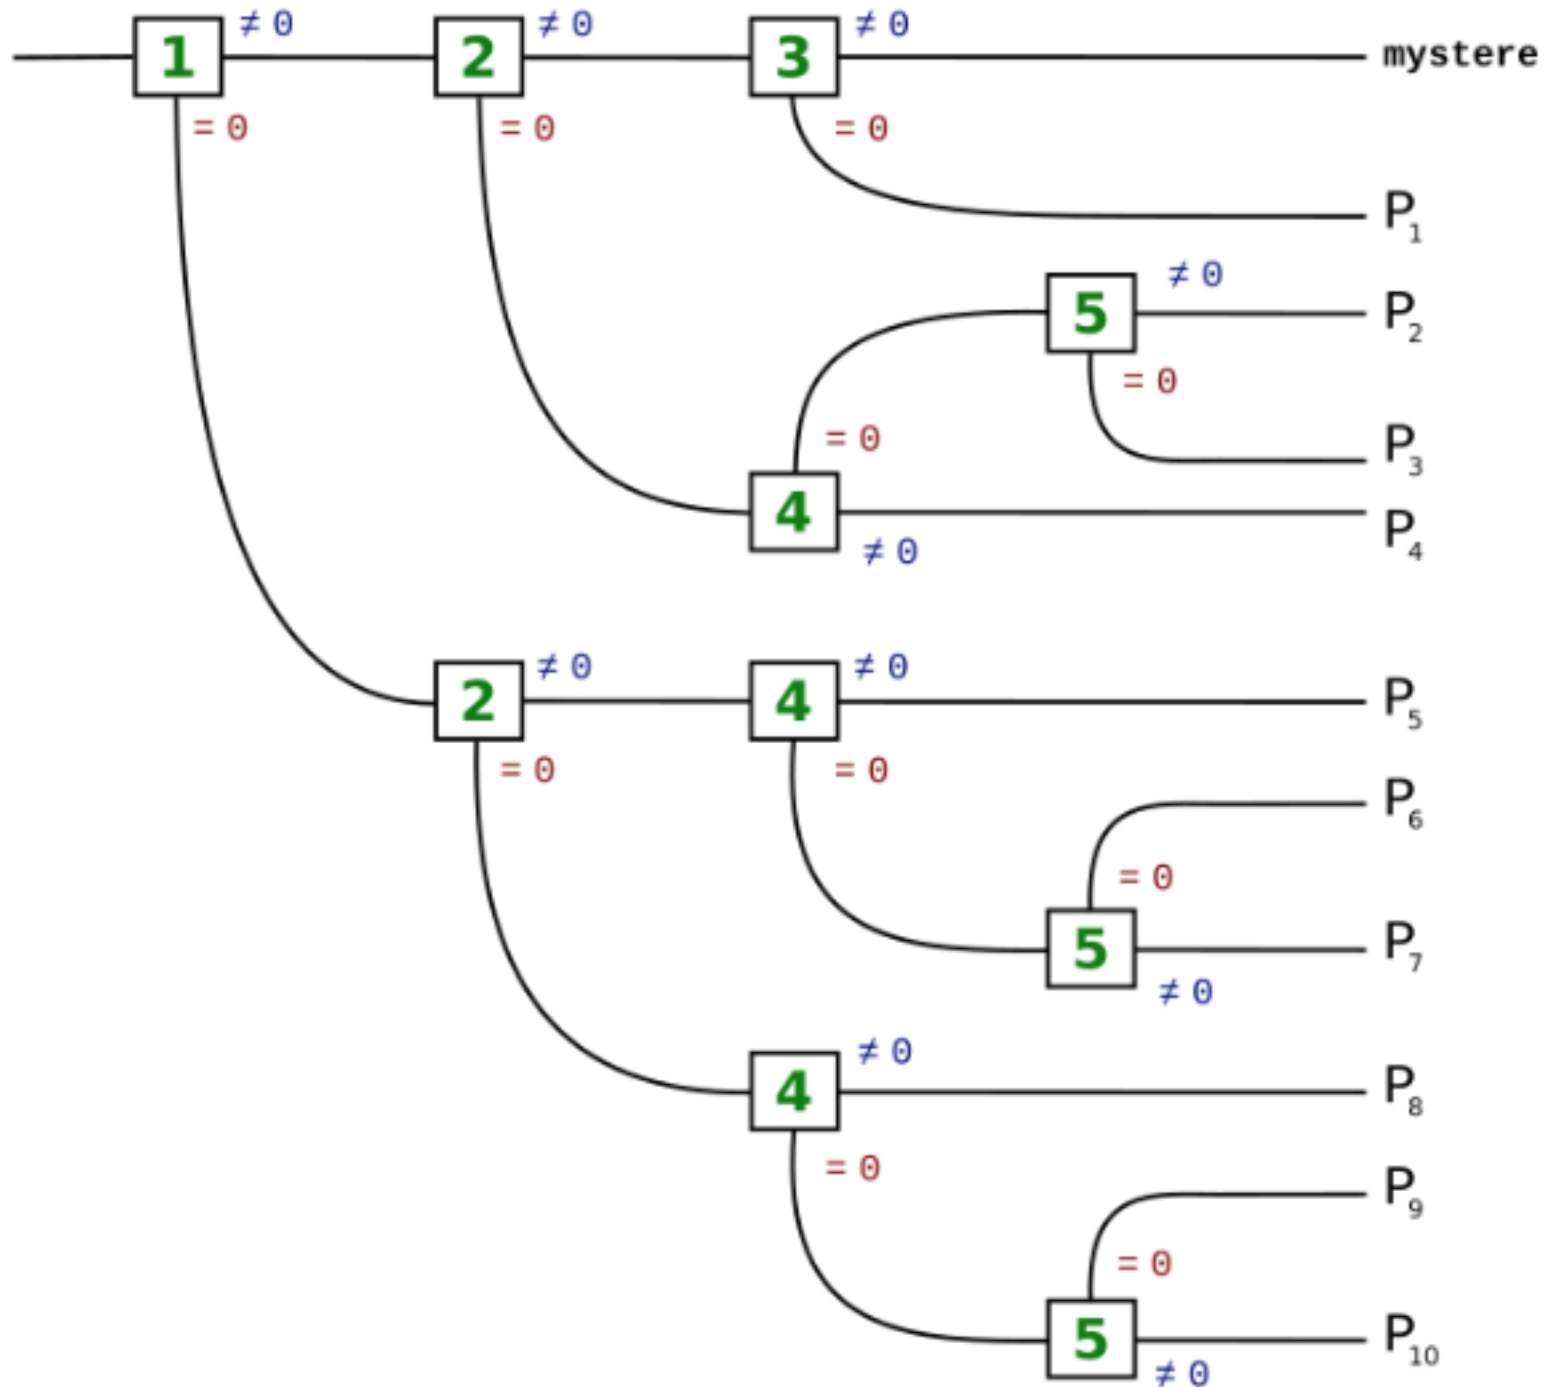 1 ≠ 0 2 ≠ 0 3 ≠ 0 mystere
= 0 = 0 = 0
P1
5 ≠ 0 P2
= 0
= 0 P3
4 P4
≠ 0
2 ≠ 0 4 ≠ 0 P5
= 0 = 0
P6
= 0
5 P7
≠ 0
4 ≠ 0 P8
= 0
P9
= 0
5 P10
≠ 0